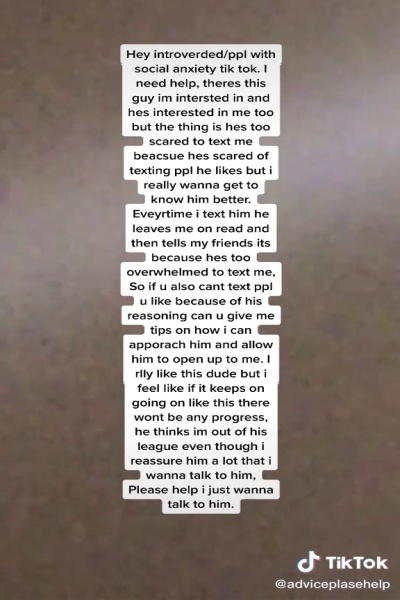 Hey introverded/ppl with
social anxiety tik tok. I
need help, theres this
guy im intersted in and
hes interested in me too
but the thing is hes too
scared to text me
beacsue hes scared of
texting ppl he likes but i
really wanna get to
know him better.
Eveyrtime i text him he
leaves me on read and
then tells my friends its
because hes too
overwhelmed to text me,
So if u also cant text ppl
u like because of his
reasoning can u give me
tips on how i can
apporach him and allow
him to open up to me. I
rlly like this dude but i
feel like if it keeps on
going on like this there
wont be any progress,
he thinks im out of his
league even though i
reassure him a lot that i
wanna talk to him,
Please help i just wanna
talk to him.
TikTok
@adviceplasehelp